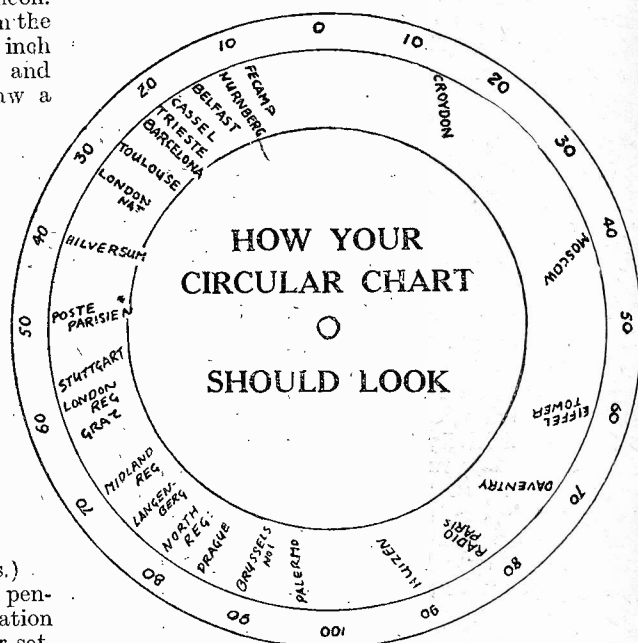 n the
inch
and
aw a
0
10
20
30
40
50
60
70
80
90
100
90
80
70
60
50
40
30
20
10
FECAMP
NURNBERG
BELFAST
CASSEL
TRIESTE
BARCELONA
TOULOUSE
LONDON
NAT
HILVERSUM
POSTE
PARISIEN
STUTTGART
LONDON
REG
GRAZ
MIDLAND
REG.
LANGEN-
BERG
NORTH
REG.
PRAGUE
BRUSSELS
NO1
PALERMO
HUIZEN
RADIO
PARIS
DAVENTRY
EIFFEL
TOWER
MOSCOW
CROYDON
HOW YOUR
CIRCULAR CHART
SHOULD LOOK
s.)
pen-
ation
r set